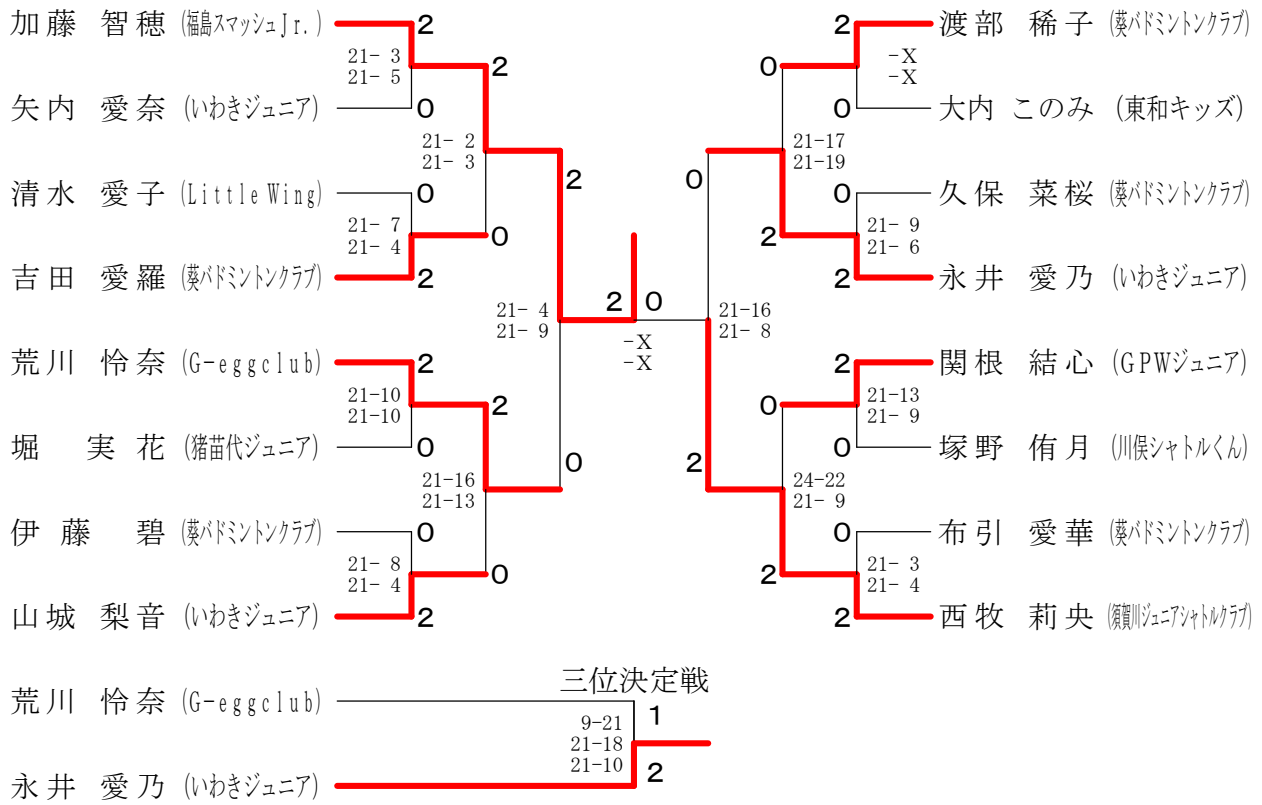 加藤 智穂 (福島スマッシュJr.) 2
21- 3
21- 5
2
矢内 愛奈 (いわきジュニア) 0
21- 2
21- 3
2
清水 愛子 (Little Wing) 0
21- 7
21- 4
0
吉田 愛羅 (葵バドミントンクラブ) 2
21- 4
21- 9
2
荒川 怜奈 (G-eggclub) 2
21-10
21-10
2
堀 実花 (猪苗代ジュニア) 0
21-16
21-13
0
伊藤 碧 (葵バドミントンクラブ) 0
21- 8
21- 4
0
山城 梨音 (いわきジュニア) 2
0
-X
-X
2 渡部 稀子 (葵バドミントンクラブ)
0
-X
-X
0 大内 このみ (東和キッズ)
21-17
21-19
0
0 久保 菜桜 (葵バドミントンクラブ)
2
21- 9
21- 6
2 永井 愛乃 (いわきジュニア)
21-16
21- 8
2 関根 結心 (GPWジュニア)
0
21-13
21- 9
0 塚野 侑月 (川俣シャトルくん)
2
24-22
21- 9
0 布引 愛華 (葵バドミントンクラブ)
2
21- 3
21- 4
2 西牧 莉央 (須賀川ジュニアシャトルクラブ)
三位決定戦
荒川 怜奈 (G-eggclub) 1
9-21
21-18
21-10
永井 愛乃 (いわきジュニア) 2